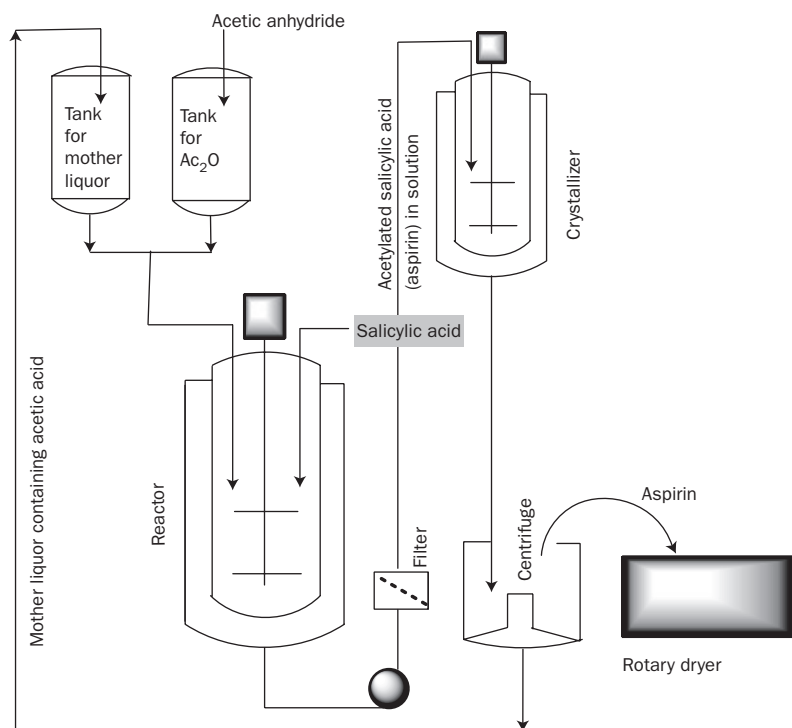 Acetic anhydride
Tank
for
mother
liquor
Tank
for
Ac₂O
Acetylated salicylic acid
(aspirin) in solution
Crystallizer
Salicylic acid
Mother liquor containing acetic acid
Reactor
Filter
Centrifuge
Aspirin
Rotary dryer